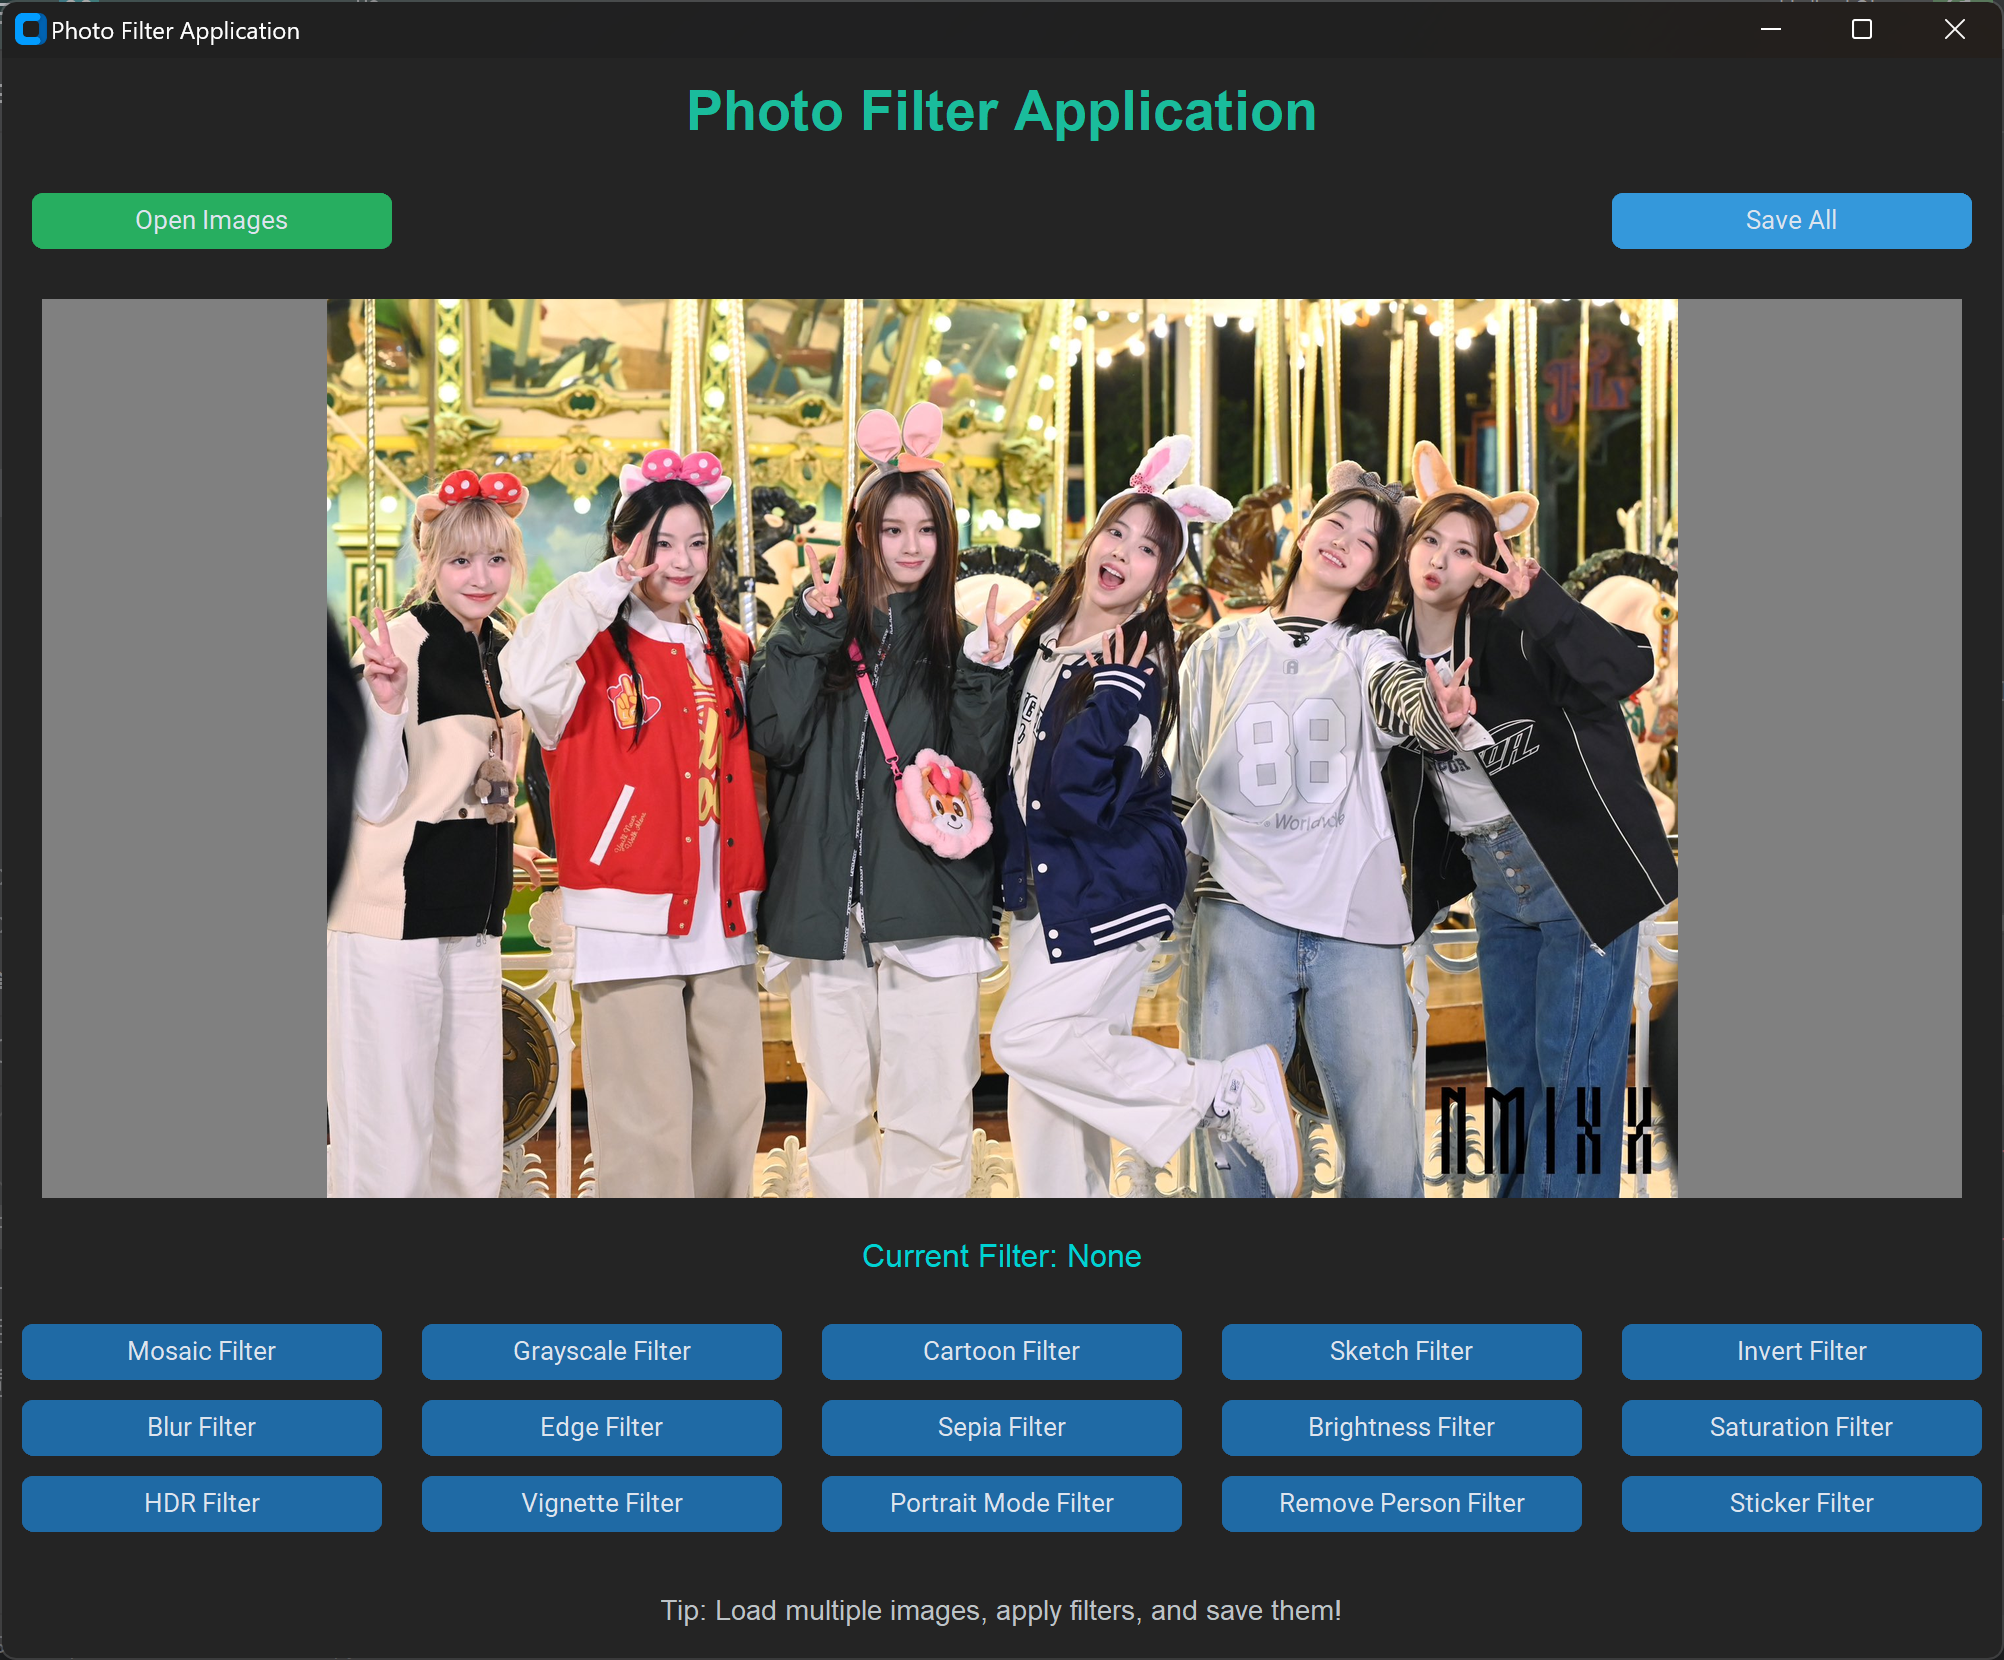 Photo Filter Application
Photo Filter Application
Open Images
Save All
88
Worldwide
NMIXX
Current Filter: None
Mosaic Filter
Grayscale Filter
Cartoon Filter
Sketch Filter
Invert Filter
Blur Filter
Edge Filter
Sepia Filter
Brightness Filter
Saturation Filter
HDR Filter
Vignette Filter
Portrait Mode Filter
Remove Person Filter
Sticker Filter
Tip: Load multiple images, apply filters, and save them!